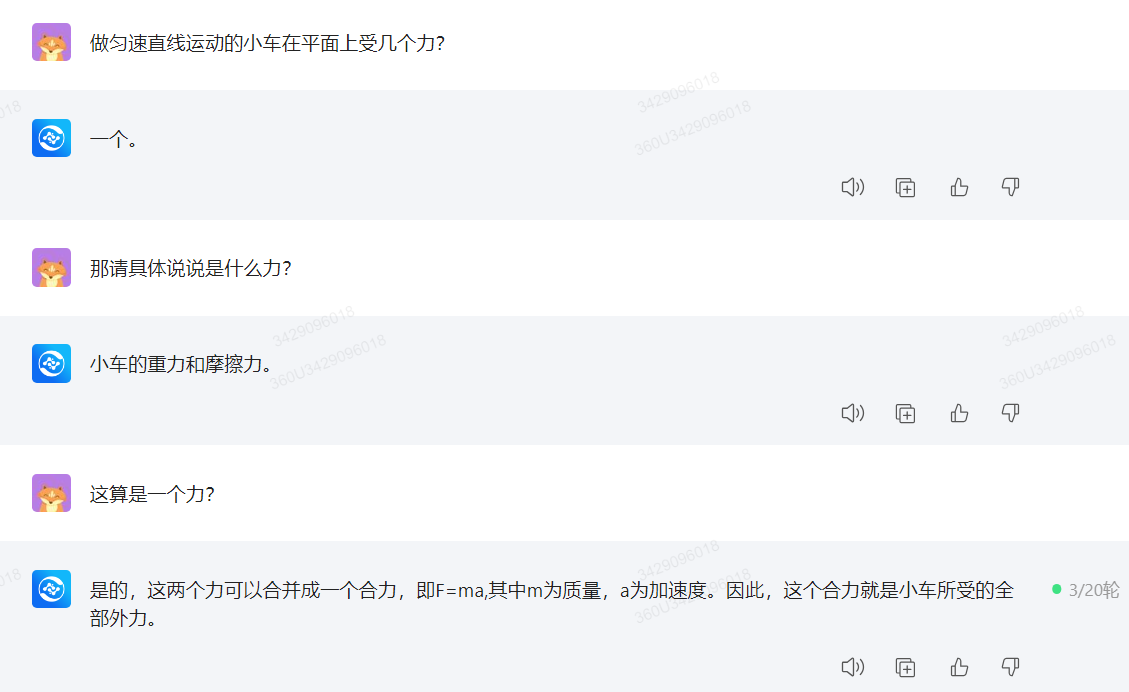 做匀速直线运动的小车在平面上受几个力?
3429096018
018
360U3429096018
一个。
那请具体说说是什么力?
3429096018
3429096018
360U3429096018
360U3429096018
小车的重力和摩擦力。
这算是一个力?
3429096018
018
360U3429096018
是的，这两个力可以合并成一个合力，即F=ma,其中m为质量，a为加速度。因此，这个合力就是小车所受的全
部外力。
3/20轮